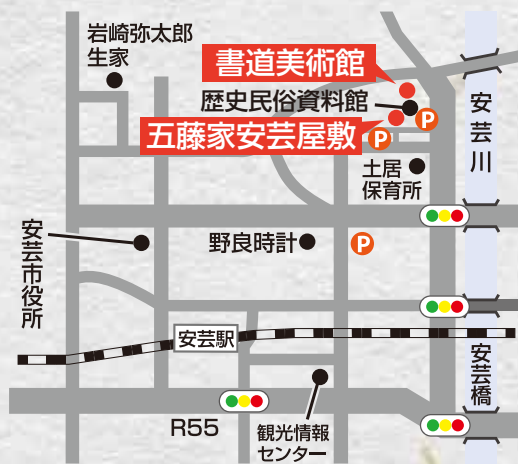 岩崎弥太郎
生家
書道美術館
歴史民俗資料館
P
五藤家安芸屋敷
P
安芸川
土居
保育所
安芸市役所
野良時計
P
安芸駅
安芸橋
R55
観光情報
センター